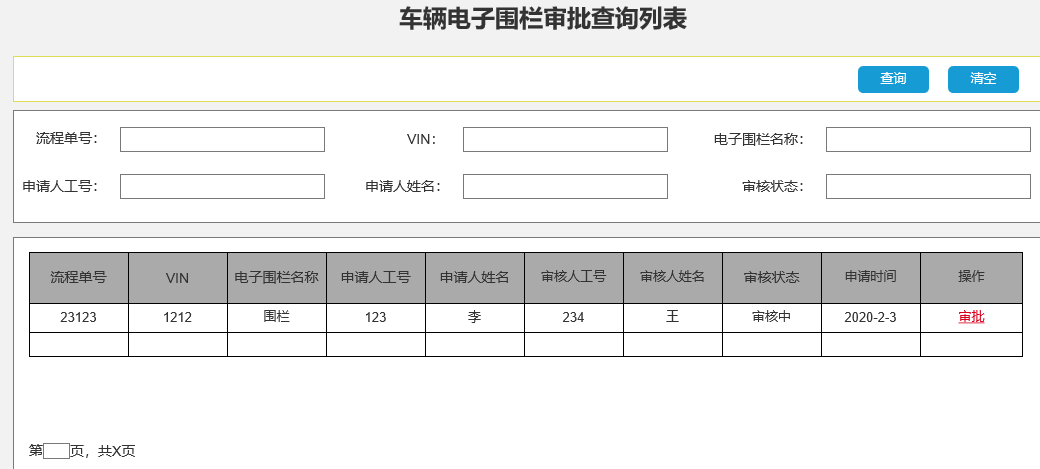 车辆电子围栏审批查询列表
查询 清空
流程单号： VIN： 电子围栏名称：
申请人工号： 申请人姓名： 审核状态：
流程单号 VIN 电子围栏名称 申请人工号 申请人姓名 审核人工号 审核人姓名 审核状态 申请时间 操作
23123 1212 围栏 123 李 234 王 审核中 2020-2-3 审批
第 页，共X页